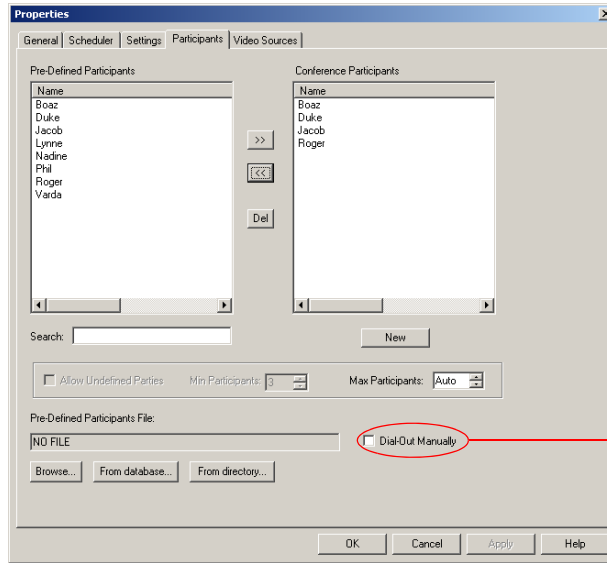 Properties
General Scheduler Settings Participants Video Sources
Pre-Defined Participants
Name
Boaz
Duke
Jacob
Lynne
Nadine
Phil
Roger
Varda
>>
<<
Del
Conference Participants
Name
Boaz
Duke
Jacob
Roger
Search:
New
Allow Undefined Parties Min Participants: 3 Max Participants: Auto
Pre-Defined Participants File:
NO FILE
Dial-Out Manually
Browse... From database... From directory...
OK Cancel Apply Help